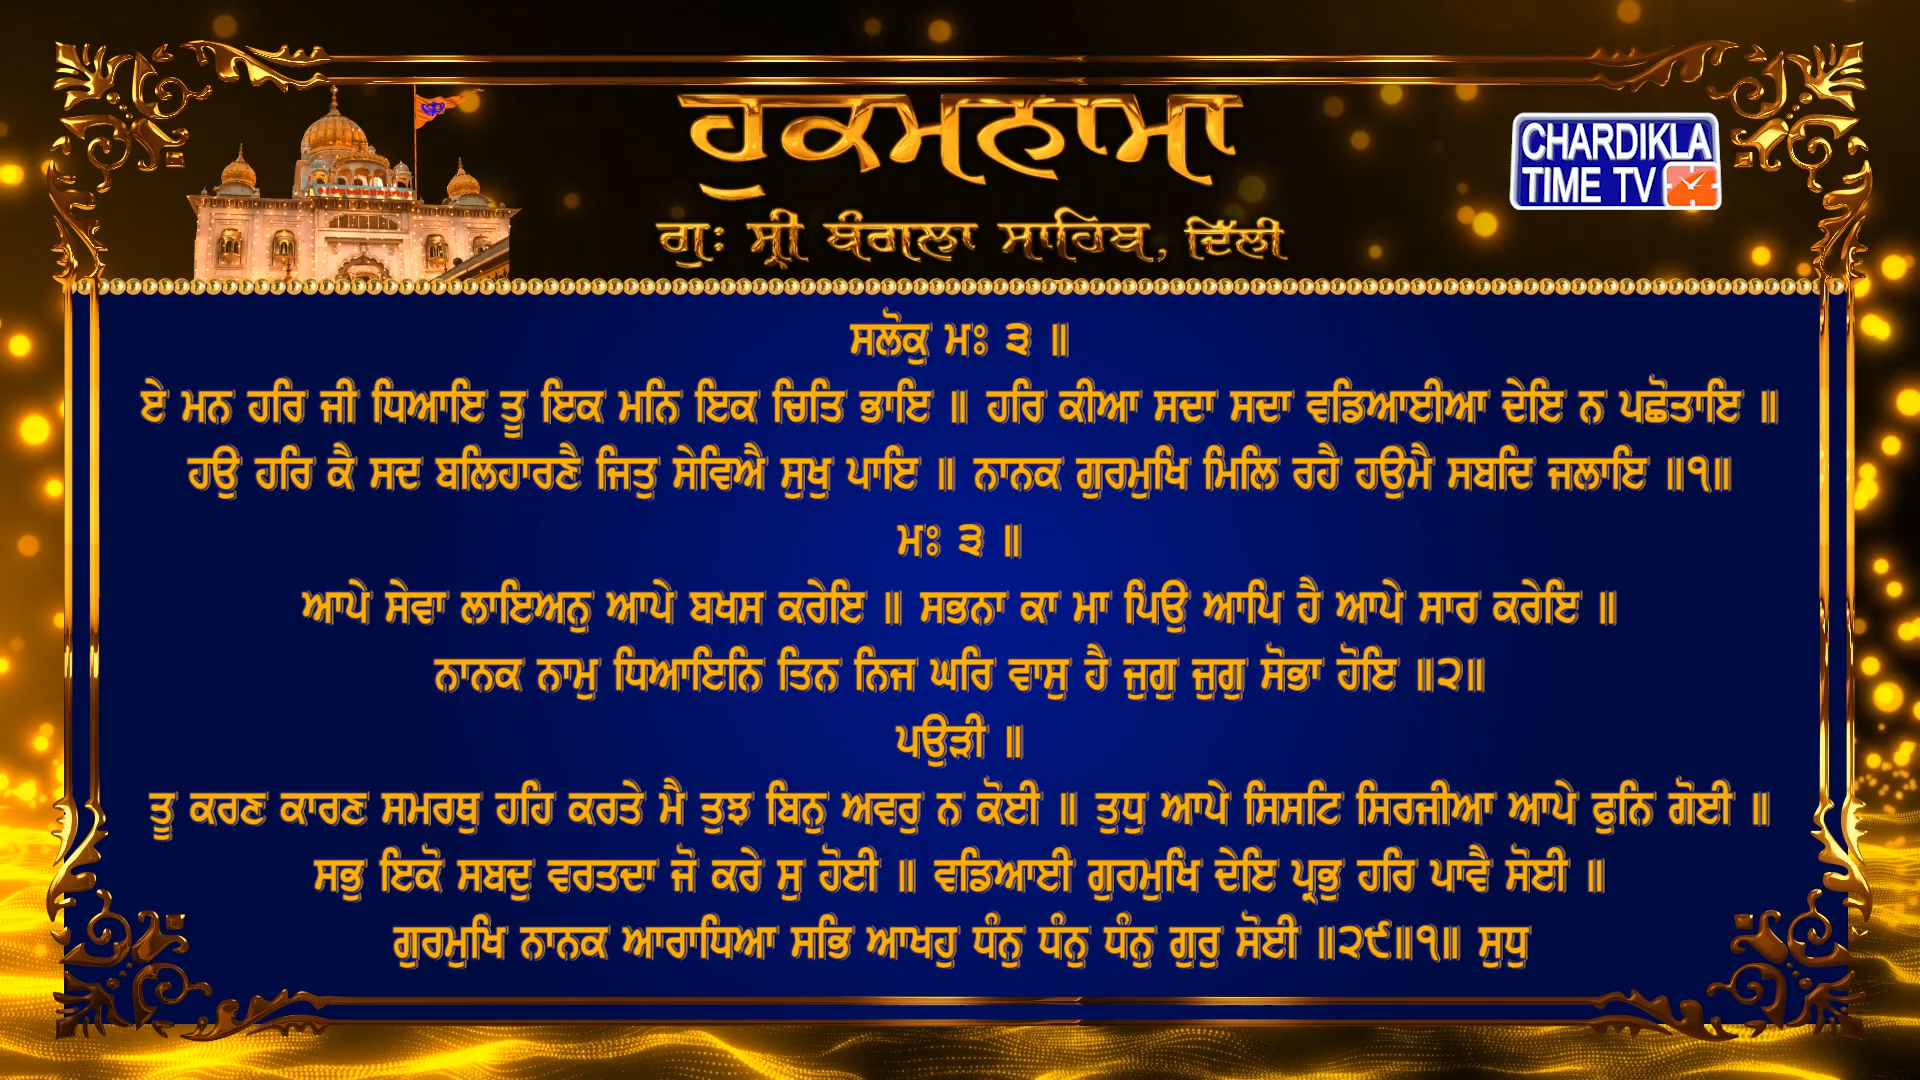 ਹੁਕਮਨਾਮਾ
ਗੁਃ ਸ੍ਰੀ ਬੰਗਲਾ ਸਾਹਿਬ, ਦਿੱਲੀ
CHARDIKLA
TIME TV
ਸਲੋਕੁ ਮਃ ੩ ॥
ਏ ਮਨ ਹਰਿ ਜੀ ਧਿਆਇ ਤੂ ਇਕ ਮਨਿ ਇਕ ਚਿਤਿ ਭਾਇ ॥ ਹਰਿ ਕੀਆ ਸਦਾ ਸਦਾ ਵਡਿਆਈਆ ਦੇਇ ਨ ਪਛੋਤਾਇ ॥
ਹਉ ਹਰਿ ਕੈ ਸਦ ਬਲਿਹਾਰਣੈ ਜਿਤੁ ਸੇਵਿਐ ਸੁਖੁ ਪਾਇ ॥ ਨਾਨਕ ਗੁਰਮੁਖਿ ਮਿਲਿ ਰਹੈ ਹਉਮੈ ਸਬਦਿ ਜਲਾਇ ॥੧॥
ਮਃ ੩ ॥
ਆਪੇ ਸੇਵਾ ਲਾਇਅਨੁ ਆਪੇ ਬਖਸ ਕਰੇਇ ॥ ਸਭਨਾ ਕਾ ਮਾ ਪਿਉ ਆਪਿ ਹੈ ਆਪੇ ਸਾਰ ਕਰੇਇ ॥
ਨਾਨਕ ਨਾਮੁ ਧਿਆਇਨਿ ਤਿਨ ਨਿਜ ਘਰਿ ਵਾਸੁ ਹੈ ਜੁਗੁ ਜੁਗੁ ਸੋਭਾ ਹੋਇ ॥੨॥
ਪਉੜੀ ॥
ਤੂ ਕਰਣ ਕਾਰਣ ਸਮਰਥੁ ਹਹਿ ਕਰਤੇ ਮੈ ਤੁਝ ਬਿਨੁ ਅਵਰੁ ਨ ਕੋਈ ॥ ਤੁਧੁ ਆਪੇ ਸਿਸਟਿ ਸਿਰਜੀਆ ਆਪੇ ਫੁਨਿ ਗੋਈ ॥
ਸਭੁ ਇਕੋ ਸਬਦੁ ਵਰਤਦਾ ਜੋ ਕਰੇ ਸੁ ਹੋਈ ॥ ਵਡਿਆਈ ਗੁਰਮੁਖਿ ਦੇਇ ਪ੍ਰਭੁ ਹਰਿ ਪਾਵੈ ਸੋਈ ॥
ਗੁਰਮੁਖਿ ਨਾਨਕ ਆਰਾਧਿਆ ਸਭਿ ਆਖਹੁ ਧੰਨੁ ਧੰਨੁ ਧੰਨੁ ਗੁਰੁ ਸੋਈ ॥੨੯॥੧॥ ਸੁਧੁ